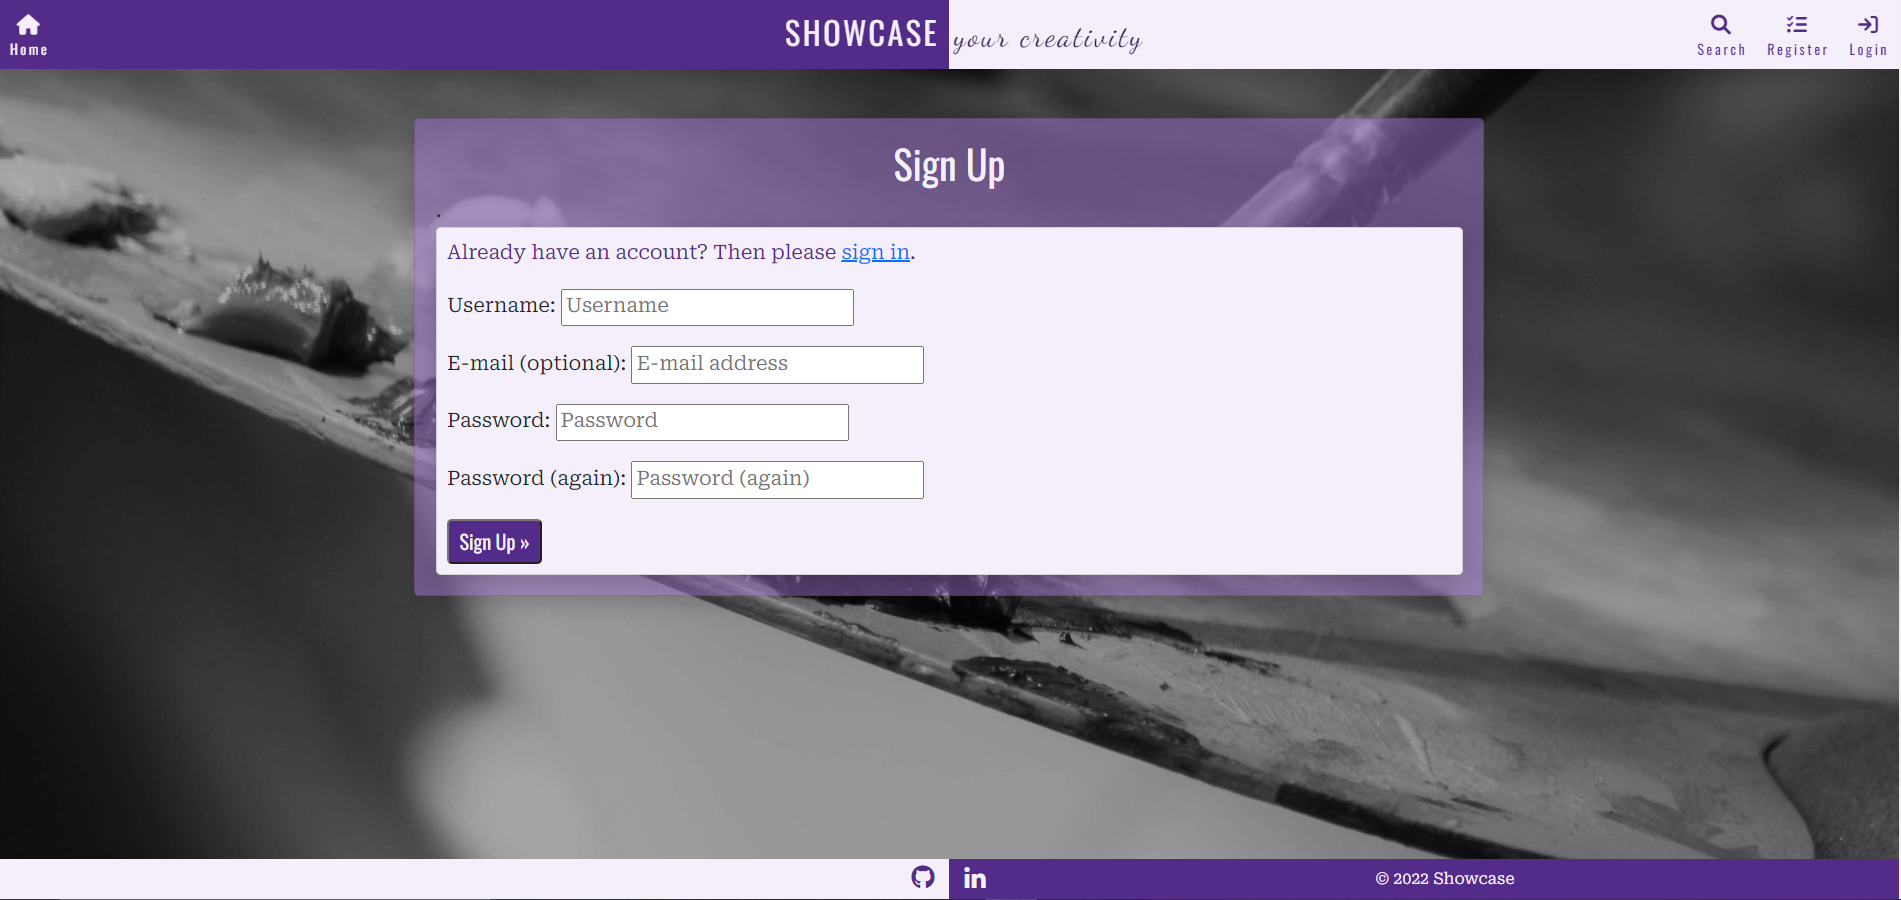 Home
SHOWCASE your creativity
Search Register Login
Sign Up
.
Already have an account? Then please sign in.
Username: Username
E-mail (optional): E-mail address
Password: Password
Password (again): Password (again)
Sign Up »
in
© 2022 Showcase